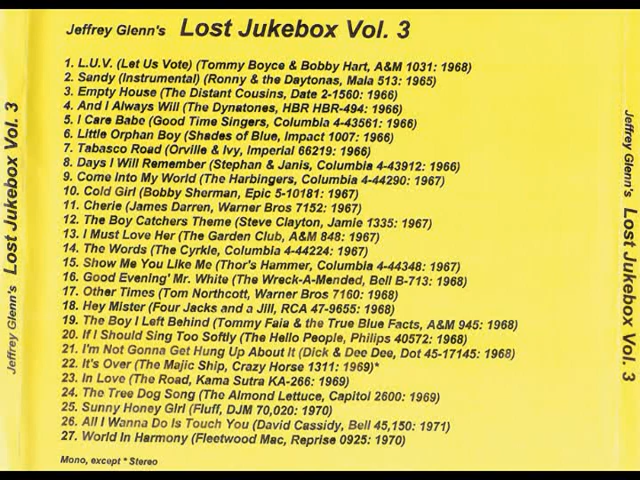 Jeffrey Glenn's Lost Jukebox Vol. 3
1. L.U.V. (Let Us Vote) (Tommy Boyce & Bobby Hart, A&M 1031: 1968)
2. Sandy (Instrumental) (Ronny & the Daytonas, Mala 513: 1965)
3. Empty House (The Distant Cousins, Date 2-1560: 1966)
4. And I Always Will (The Dynatones, HBR HBR-494: 1966)
5. I Care Babe (Good Time Singers, Columbia 4-43561: 1966)
6. Little Orphan Boy (Shades of Blue, Impact 1007: 1966)
7. Tabasco Road (Orville & Ivy, Imperial 66219: 1966)
8. Days I Will Remember (Stephan & Janis, Columbia 4-43912: 1966)
9. Come Into My World (The Harbingers, Columbia 4-44290: 1967)
10. Cold Girl (Bobby Sherman, Epic 5-10181: 1967)
11. Cherie (James Darren, Warner Bros 7152: 1967)
12. The Boy Catchers Theme (Steve Clayton, Jamie 1335: 1967)
13. I Must Love Her (The Garden Club, A&M 848: 1967)
14. The Words (The Cyrkle, Columbia 4-44224: 1967)
15. Show Me You Like Me (Thor's Hammer, Columbia 4-44348: 1967)
16. Good Evening' Mr. White (The Wreck-A-Mended, Bell B-713: 1968)
17. Other Times (Tom Northcott, Warner Bros 7160: 1968)
18. Hey Mister (Four Jacks and a Jill, RCA 47-9655: 1968)
19. The Boy I Left Behind (Tommy Faia & the True Blue Facts, A&M 945: 1968)
20. If I Should Sing Too Softly (The Hello People, Philips 40572: 1968)
21. I'm Not Gonna Get Hung Up About It (Dick & Dee Dee, Dot 45-17145: 1968)
22. It's Over (The Majic Ship, Crazy Horse 1311: 1969)*
23. In Love (The Road, Kama Sutra KA-266: 1969)
24. The Tree Dog Song (The Almond Lettuce, Capitol 2600: 1969)
25. Sunny Honey Girl (Fluff, DJM 70,020: 1970)
26. All I Wanna Do Is Touch You (David Cassidy, Bell 45,150: 1971)
27. World In Harmony (Fleetwood Mac, Reprise 0925: 1970)
Mono, except * Stereo
Jeffrey Glenn's Lost Jukebox Vol. 3
Jeffrey Glenn's Lost Jukebox Vol. 3